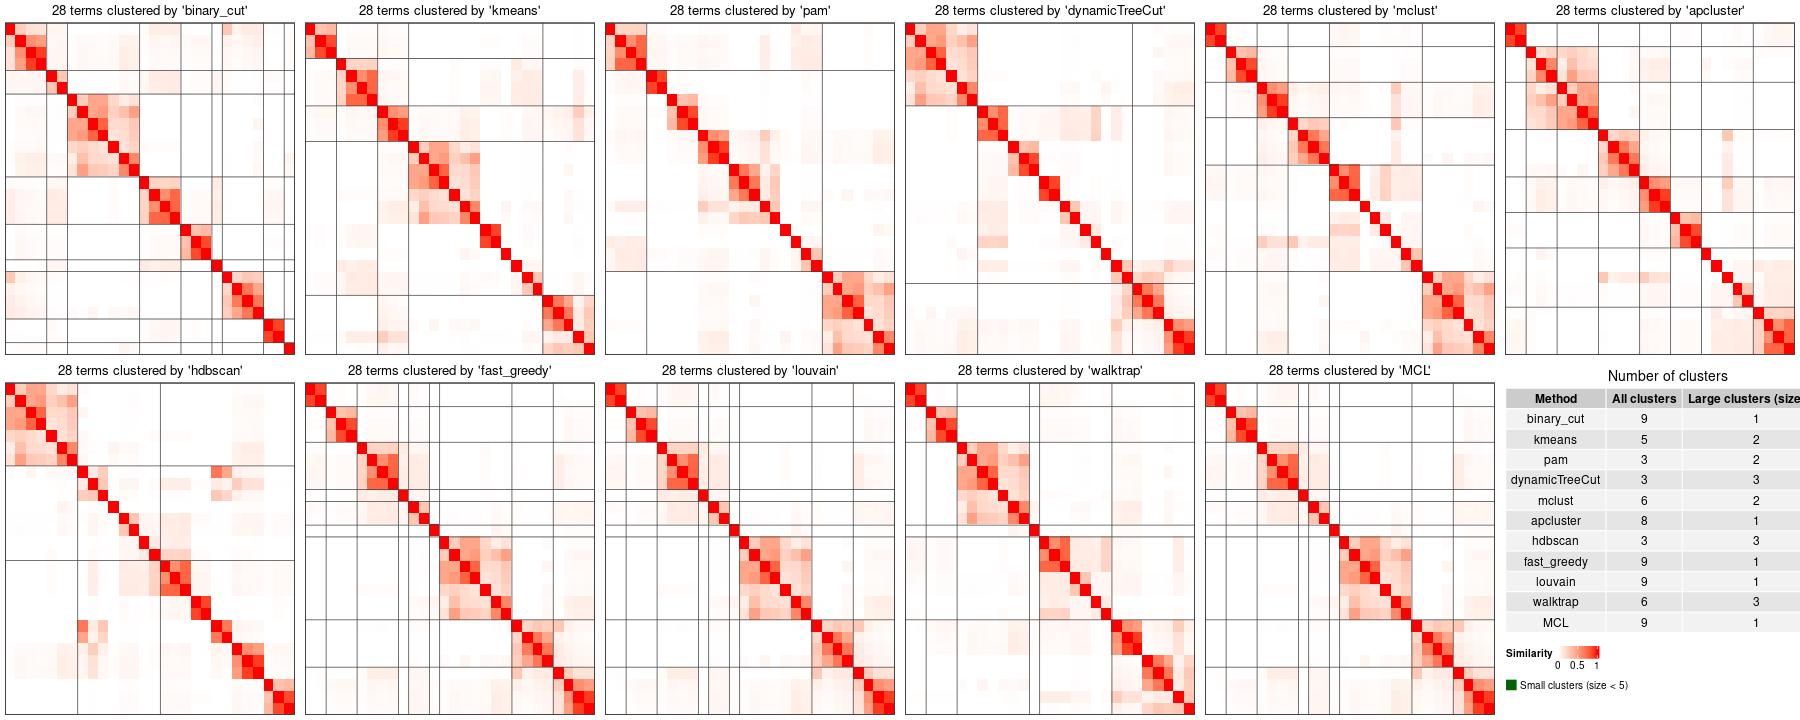 28 terms clustered by 'binary_cut'
28 terms clustered by 'kmeans'
28 terms clustered by 'pam'
28 terms clustered by 'dynamicTreeCut'
28 terms clustered by 'mclust'
28 terms clustered by 'apcluster'
28 terms clustered by 'hdbscan'
28 terms clustered by 'fast_greedy'
28 terms clustered by 'louvain'
28 terms clustered by 'walktrap'
28 terms clustered by 'MCL'
Number of clusters
Method All clusters Large clusters (size
binary_cut 9 1
kmeans 5 2
pam 3 2
dynamicTreeCut 3 3
mclust 6 2
apcluster 8 1
hdbscan 3 3
fast_greedy 9 1
louvain 9 1
walktrap 6 3
MCL 9 1
Similarity
0 0.5 1
Small clusters (size < 5)